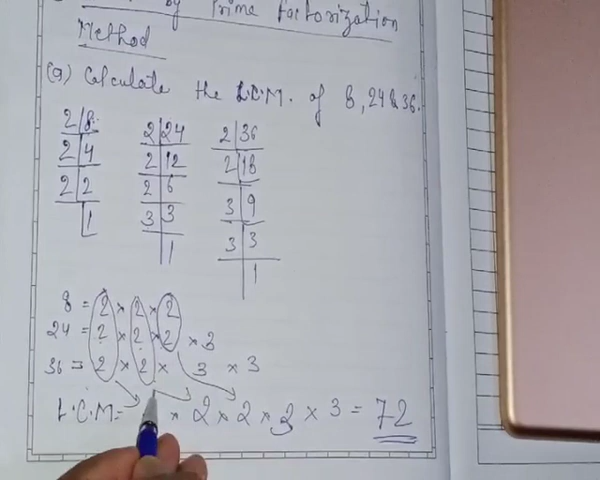 by Prime Factorization
Method
(a) Calculate the L.C.M. of 8, 24 & 36.
2 8 2 24 2 36
2 4 2 12 2 18
2 2 2 6 3 9
1 3 3 3 3
1 1
8 = 2 × 2 × 2
24 = 2 × 2 × 2 × 3
36 = 2 × 2 × 3 × 3
L.C.M = × 2 × 2 × 3 × 3 = 72